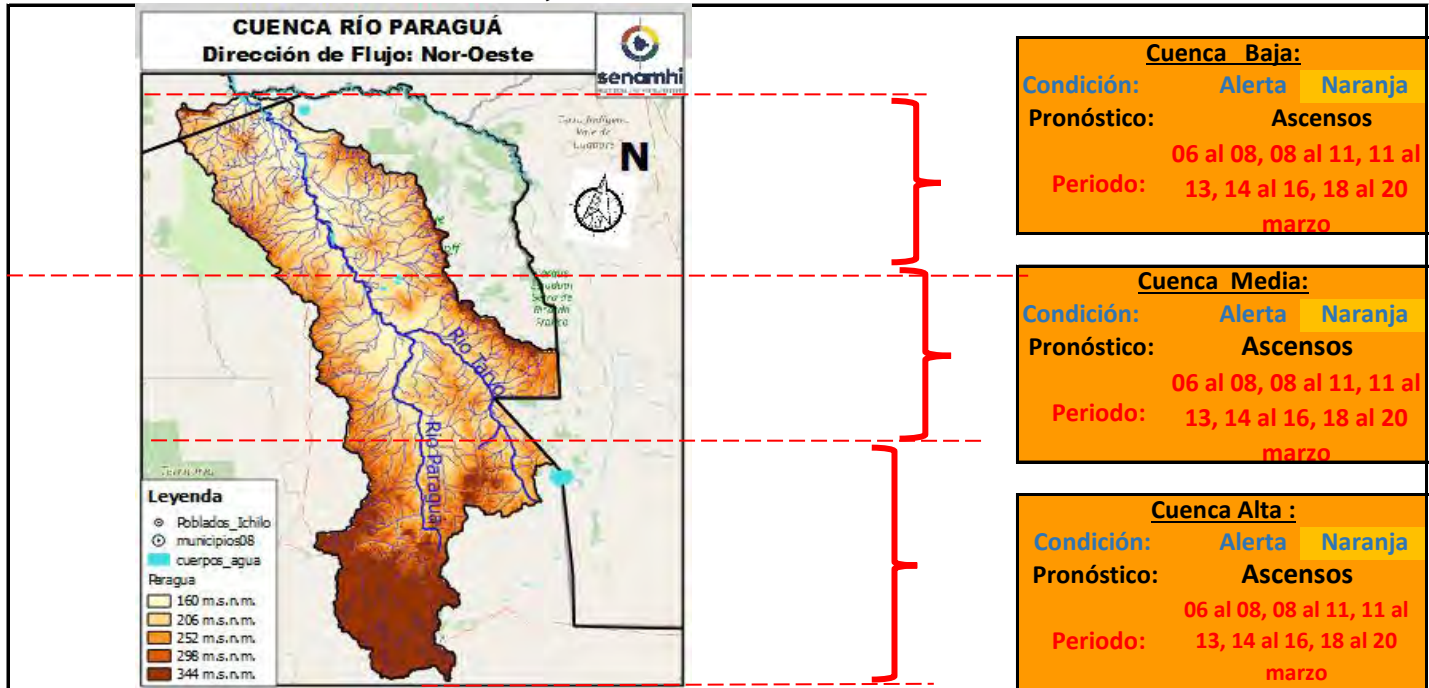 CUENCA RÍO PARAGUÁ
Dirección de Flujo: Nor-Oeste
senamhi
N
Río Tarvo
Río Paragua
Leyenda
Poblados_Ichilo
municipios08
cuerpos_agua
Paragua
160 m.s.n.m.
206 m.s.n.m.
252 m.s.n.m.
298 m.s.n.m.
344 m.s.n.m.
Cuenca Baja:
Condición: Alerta Naranja
Pronóstico: Ascensos
06 al 08, 08 al 11, 11 al
Periodo: 13, 14 al 16, 18 al 20
marzo
Cuenca Media:
Condición: Alerta Naranja
Pronóstico: Ascensos
06 al 08, 08 al 11, 11 al
Periodo: 13, 14 al 16, 18 al 20
marzo
Cuenca Alta :
Condición: Alerta Naranja
Pronóstico: Ascensos
06 al 08, 08 al 11, 11 al
Periodo: 13, 14 al 16, 18 al 20
marzo